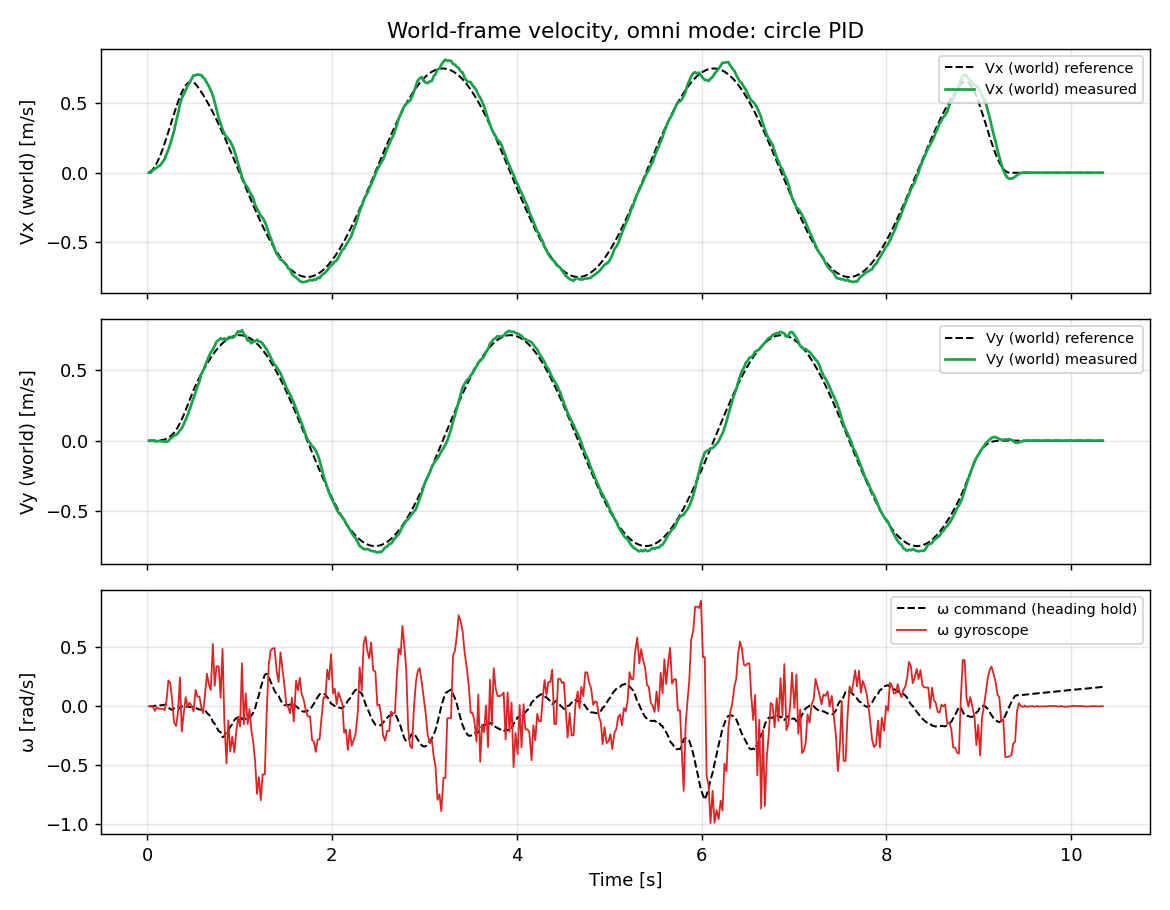 World-frame velocity, omni mode: circle PID
Vx (world) [m/s]
0.5
0.0
−0.5
Vx (world) reference
Vx (world) measured
Vy (world) [m/s]
0.5
0.0
−0.5
Vy (world) reference
Vy (world) measured
ω [rad/s]
0.5
0.0
−0.5
−1.0
ω command (heading hold)
ω gyroscope
0 2 4 6 8 10
Time [s]